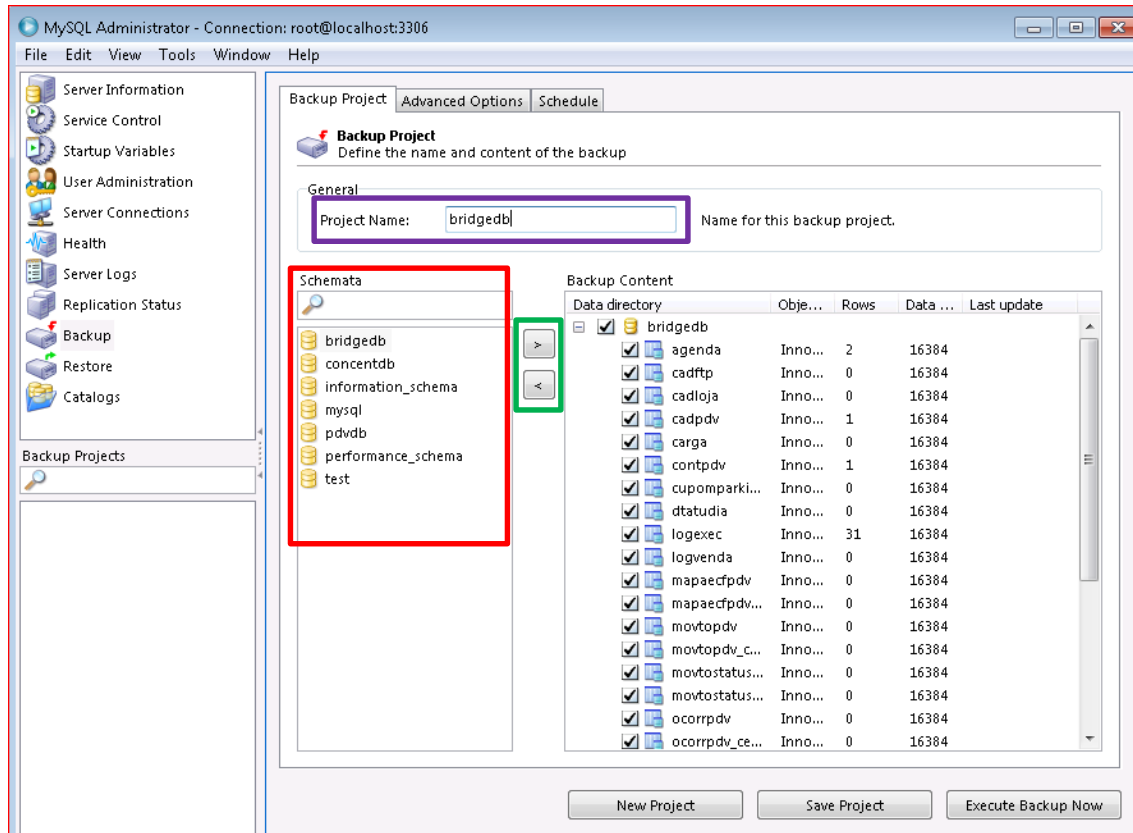 MySQL Administrator - Connection: root@localhost:3306
File Edit View Tools Window Help
Server Information
Service Control
Startup Variables
User Administration
Server Connections
Health
Server Logs
Replication Status
Backup
Restore
Catalogs
Backup Projects
Backup Project Advanced Options Schedule
Backup Project
Define the name and content of the backup
General
Project Name: bridgedb Name for this backup project.
Schemata
bridgedb
concentdb
information_schema
mysql
pdvdb
performance_schema
test
>
<
Backup Content
Data directory Obje... Rows Data ... Last update
bridgedb
agenda Inno... 2 16384
cadftp Inno... 0 16384
cadloja Inno... 0 16384
cadpdv Inno... 1 16384
carga Inno... 0 16384
contpdv Inno... 1 16384
cupomparki... Inno... 0 16384
dtatudia Inno... 0 16384
logexec Inno... 31 16384
logvenda Inno... 0 16384
mapaecfpdv Inno... 0 16384
mapaecfpdv... Inno... 0 16384
movtopdv Inno... 0 16384
movtopdv_c... Inno... 0 16384
movtostatus... Inno... 0 16384
movtostatus... Inno... 0 16384
ocorrpdv Inno... 0 16384
ocorrpdv_ce... Inno... 0 16384
New Project Save Project Execute Backup Now